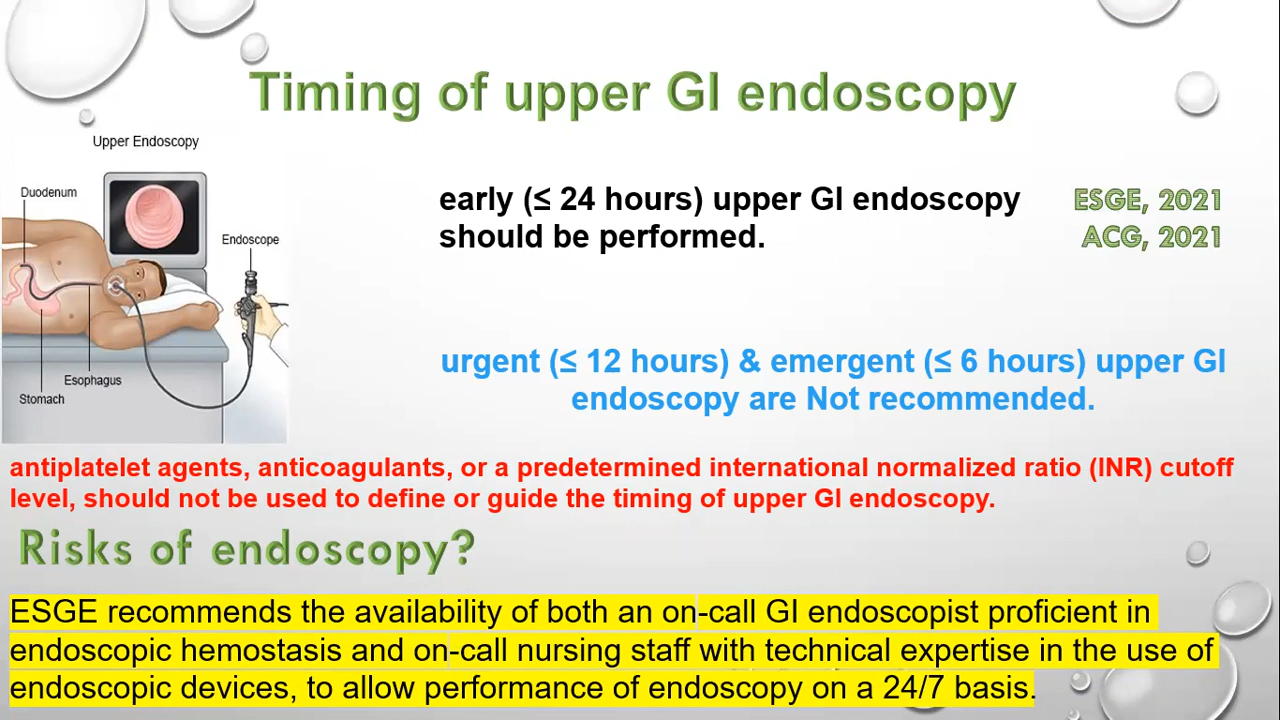 Timing of upper GI endoscopy
Upper Endoscopy
Duodenum
Endoscope
Esophagus
Stomach
early (≤ 24 hours) upper GI endoscopy
should be performed.
ESGE, 2021
ACG, 2021
urgent (≤ 12 hours) & emergent (≤ 6 hours) upper GI
endoscopy are Not recommended.
antiplatelet agents, anticoagulants, or a predetermined international normalized ratio (INR) cutoff
level, should not be used to define or guide the timing of upper GI endoscopy.
Risks of endoscopy?
ESGE recommends the availability of both an on-call GI endoscopist proficient in
endoscopic hemostasis and on-call nursing staff with technical expertise in the use of
endoscopic devices, to allow performance of endoscopy on a 24/7 basis.